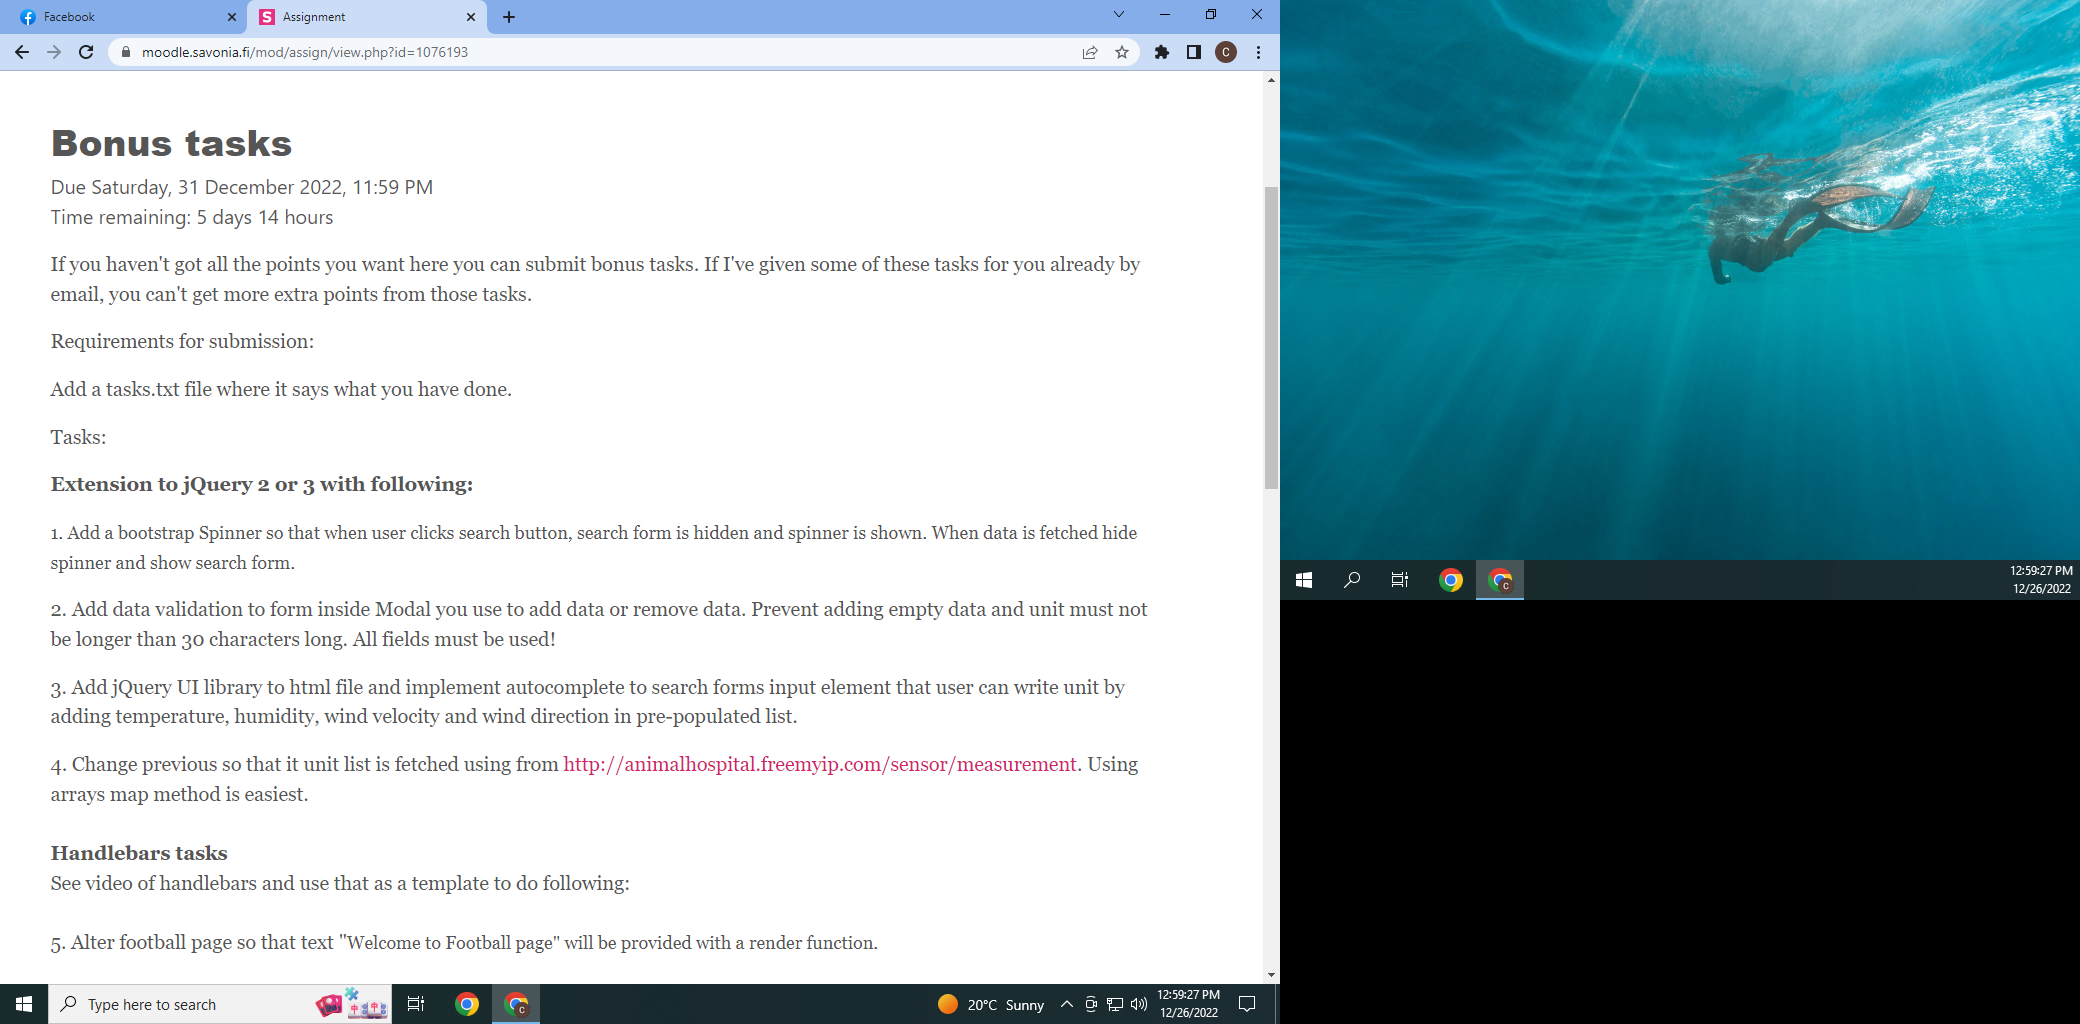 Facebook
Assignment
moodle.savonia.fi/mod/assign/view.php?id=1076193
C
Bonus tasks
Due Saturday, 31 December 2022, 11:59 PM
Time remaining: 5 days 14 hours
If you haven't got all the points you want here you can submit bonus tasks. If I've given some of these tasks for you already by
email, you can't get more extra points from those tasks.
Requirements for submission:
Add a tasks.txt file where it says what you have done.
Tasks:
Extension to jQuery 2 or 3 with following:
1. Add a bootstrap Spinner so that when user clicks search button, search form is hidden and spinner is shown. When data is fetched hide
spinner and show search form.
2. Add data validation to form inside Modal you use to add data or remove data. Prevent adding empty data and unit must not
be longer than 30 characters long. All fields must be used!
3. Add jQuery UI library to html file and implement autocomplete to search forms input element that user can write unit by
adding temperature, humidity, wind velocity and wind direction in pre-populated list.
4. Change previous so that it unit list is fetched using from http://animalhospital.freemyip.com/sensor/measurement. Using
arrays map method is easiest.
Handlebars tasks
See video of handlebars and use that as a template to do following:
5. Alter football page so that text "Welcome to Football page" will be provided with a render function.
Type here to search
C
20°C Sunny
12:59:27 PM
12/26/2022
C
12:59:27 PM
12/26/2022